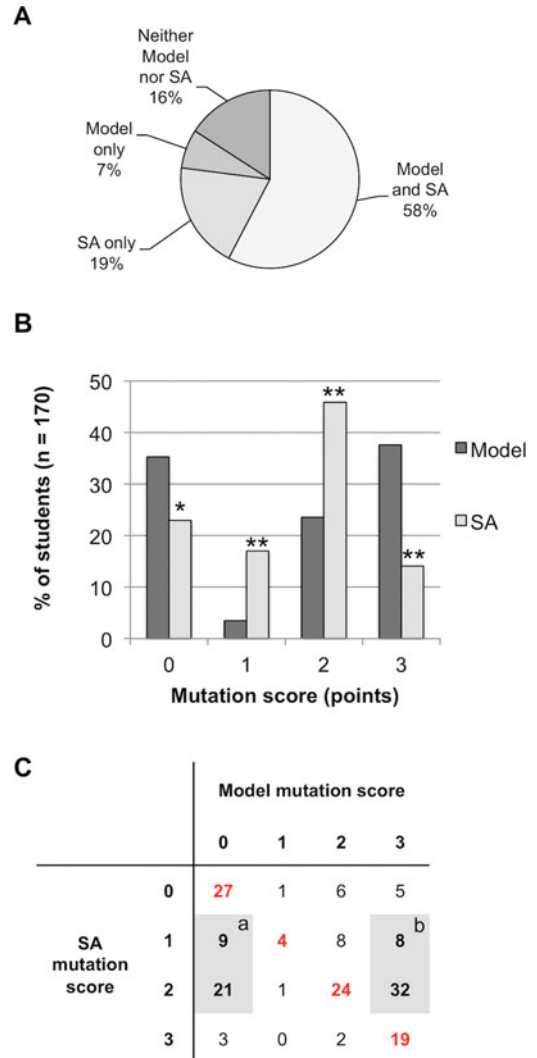 A
Neither
Model
nor SA
16%
Model
only
7%
SA only
19%
Model
and SA
58%
B
% of students (n = 170)
50
40
30
20
10
0
*
**
**
**
Model
SA
0 1 2 3
Mutation score (points)
C
Model mutation score
0 1 2 3
SA
mutation
score
0 27 1 6 5
1 9 a 4 8 8 b
2 21 1 24 32
3 3 0 2 19